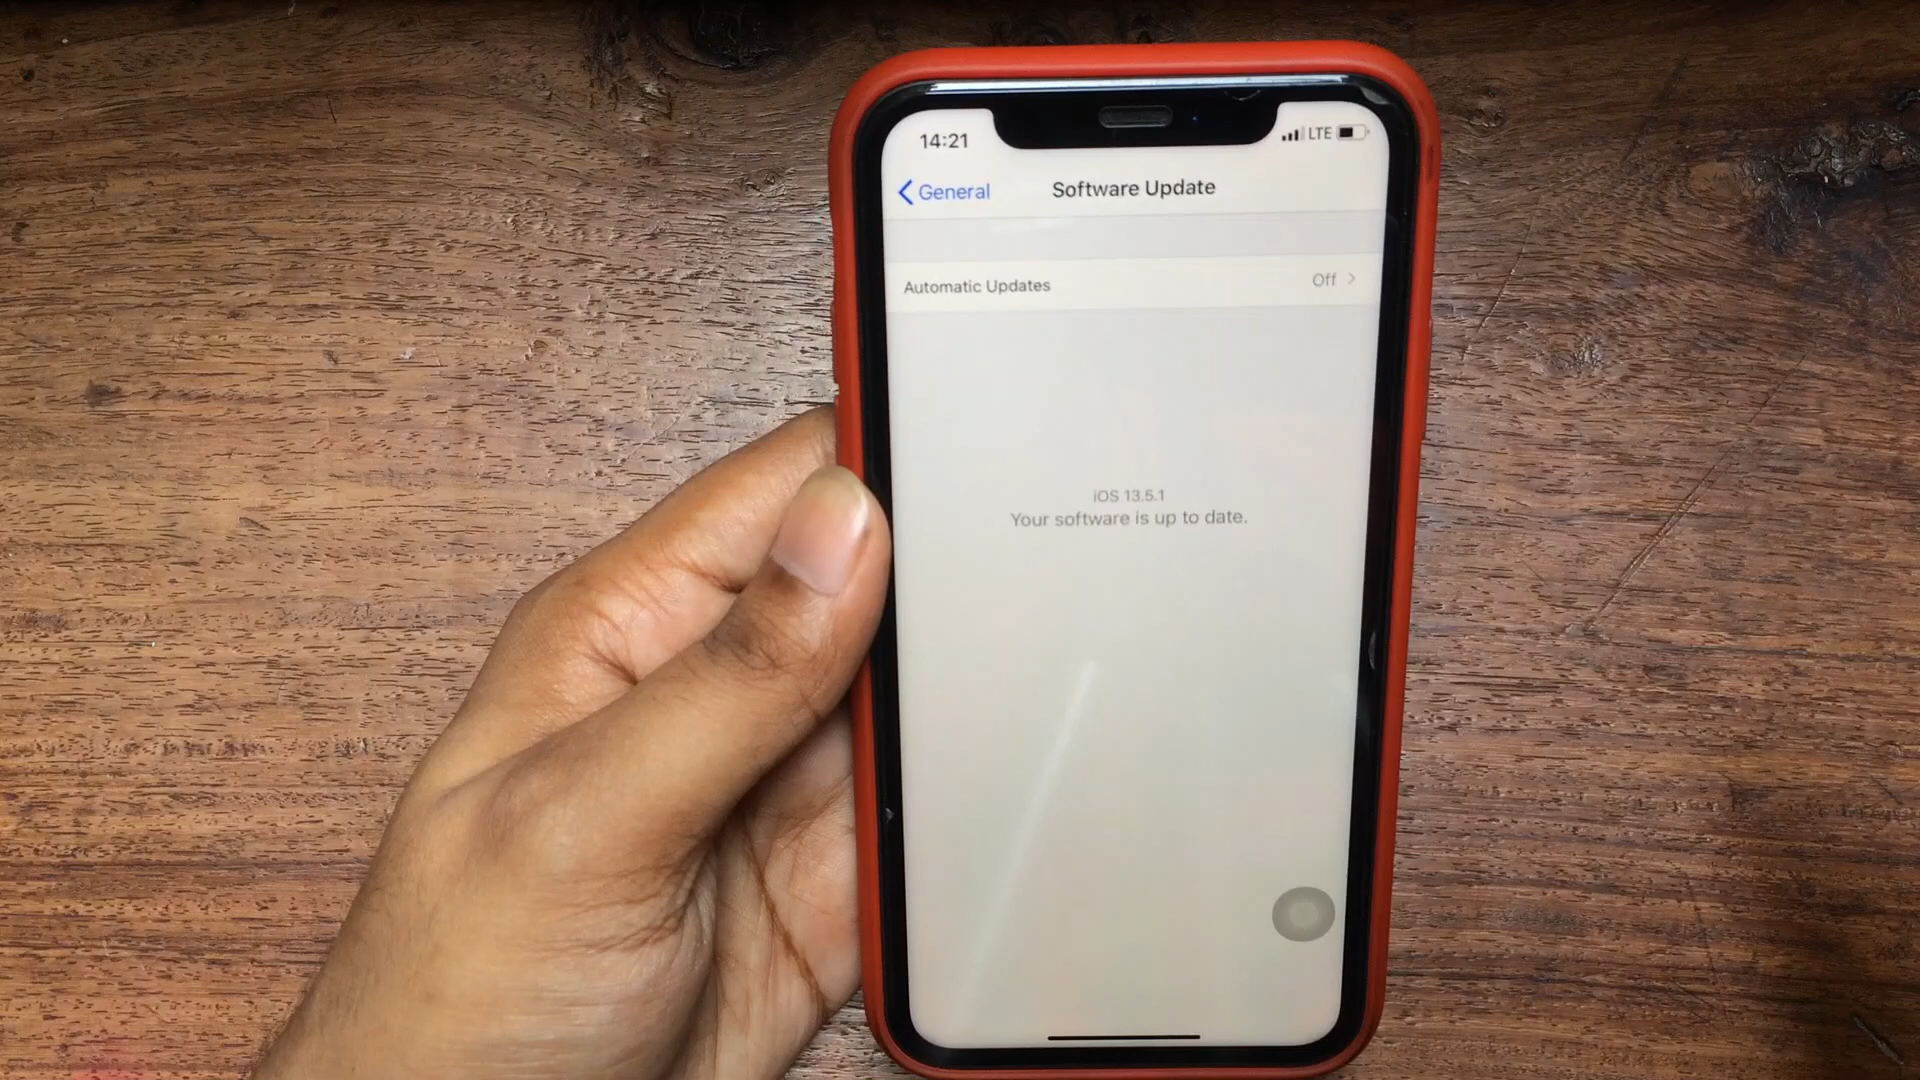 14:21
LTE
General
Software Update
Automatic Updates
Off
iOS 13.5.1
Your software is up to date.